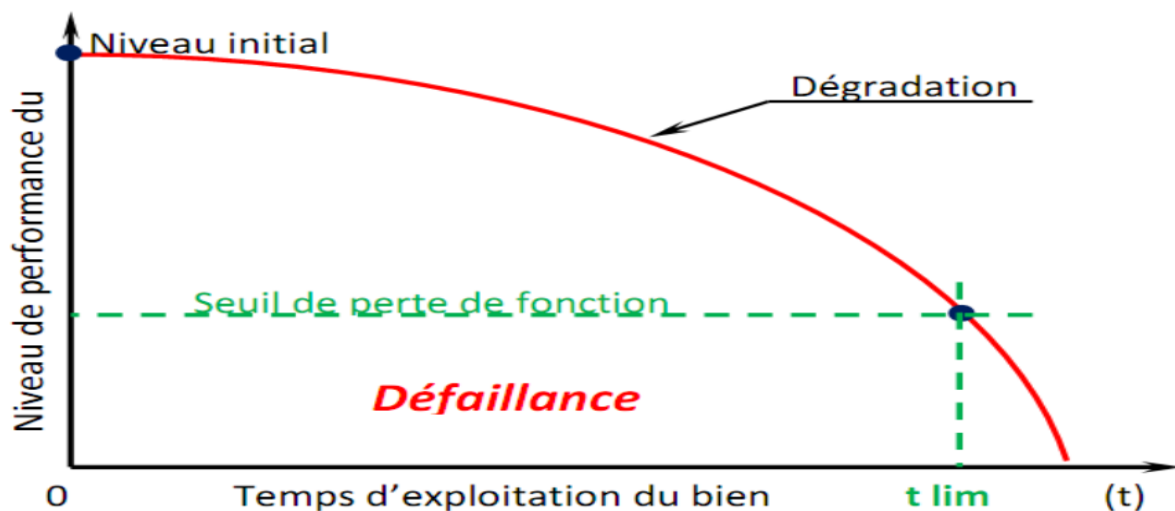 Niveau initial
Dégradation
Niveau de performance du
Seuil de perte de fonction
Défaillance
0
Temps d'exploitation du bien
t lim
(t)